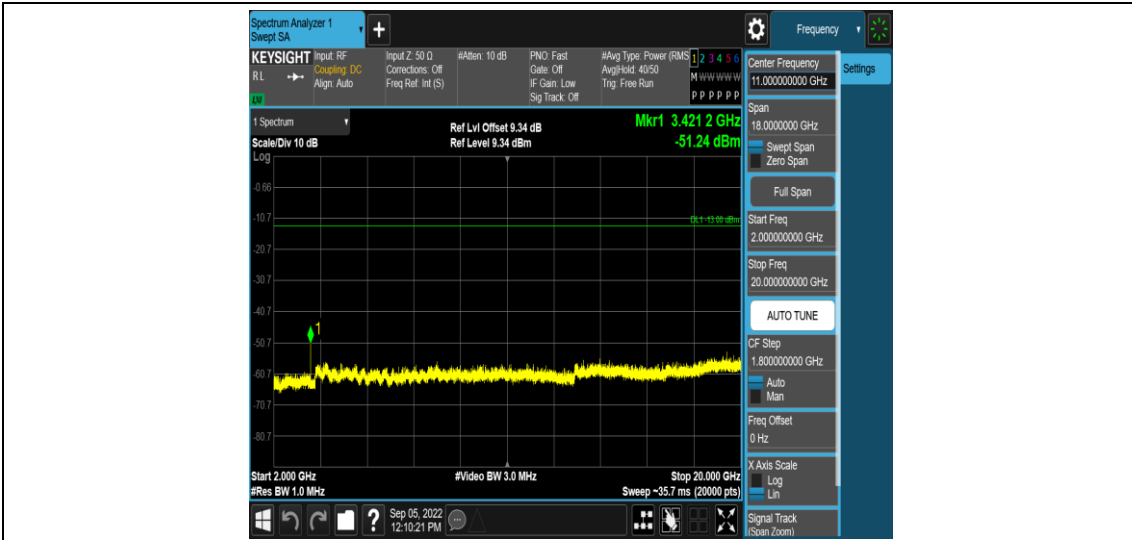 Spectrum Analyzer 1
Swept SA
+
Frequency
KEYSIGHT
RL
LXI
Input: RF
Coupling: DC
Align: Auto
Input Z: 50 Ω
Corrections: Off
Freq Ref: Int (S)
#Atten: 10 dB
PNO: Fast
Gate: Off
IF Gain: Low
Sig Track: Off
#Avg Type: Power (RMS
Avg|Hold: 40/50
Trig: Free Run
1 2 3 4 5 6
M W W W W W
P P P P P P
Center Frequency
11.000000000 GHz
Settings
1 Spectrum
Scale/Div 10 dB
Log
Ref Lvl Offset 9.34 dB
Ref Level 9.34 dBm
Mkr1 3.421 2 GHz
-51.24 dBm
-0.66
-10.7
-20.7
-30.7
-40.7
-50.7
-60.7
-70.7
-80.7
DL1 -13.00 dBm
1
Start 2.000 GHz
#Res BW 1.0 MHz
#Video BW 3.0 MHz
Stop 20.000 GHz
Sweep ~35.7 ms (20000 pts)
Span
18.0000000 GHz
Swept Span
Zero Span
Full Span
Start Freq
2.000000000 GHz
Stop Freq
20.000000000 GHz
AUTO TUNE
CF Step
1.800000000 GHz
Auto
Man
Freq Offset
0 Hz
X Axis Scale
Log
Lin
Signal Track
(Span Zoom)
?
Sep 05, 2022
12:10:21 PM